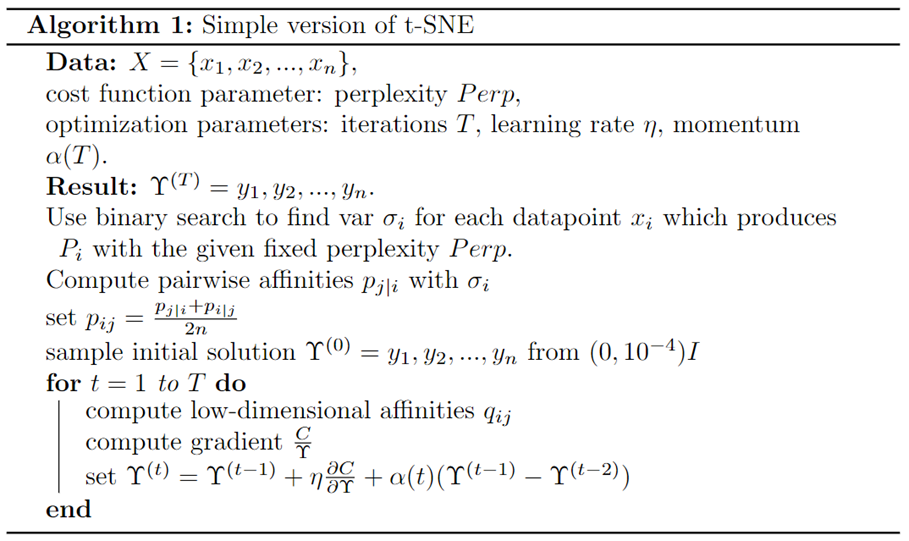 Algorithm 1: Simple version of t-SNE
Data: $X = \{x_1, x_2, ..., x_n\}$,
cost function parameter: perplexity $Perp$,
optimization parameters: iterations $T$, learning rate $\eta$, momentum
$\alpha(T)$.
Result: $\Upsilon^{(T)} = y_1, y_2, ..., y_n$.
Use binary search to find var $\sigma_i$ for each datapoint $x_i$ which produces
$P_i$ with the given fixed perplexity $Perp$.
Compute pairwise affinities $p_{j|i}$ with $\sigma_i$
set $p_{ij} = \frac{p_{j|i}+p_{i|j}}{2n}$
sample initial solution $\Upsilon^{(0)} = y_1, y_2, ..., y_n$ from $(0, 10^{-4})I$
for $t = 1$ to $T$ do
compute low-dimensional affinities $q_{ij}$
compute gradient $\frac{C}{\Upsilon}$
set $\Upsilon^{(t)} = \Upsilon^{(t-1)} + \eta\frac{\partial C}{\partial \Upsilon} + \alpha(t)(\Upsilon^{(t-1)} - \Upsilon^{(t-2)})$
end